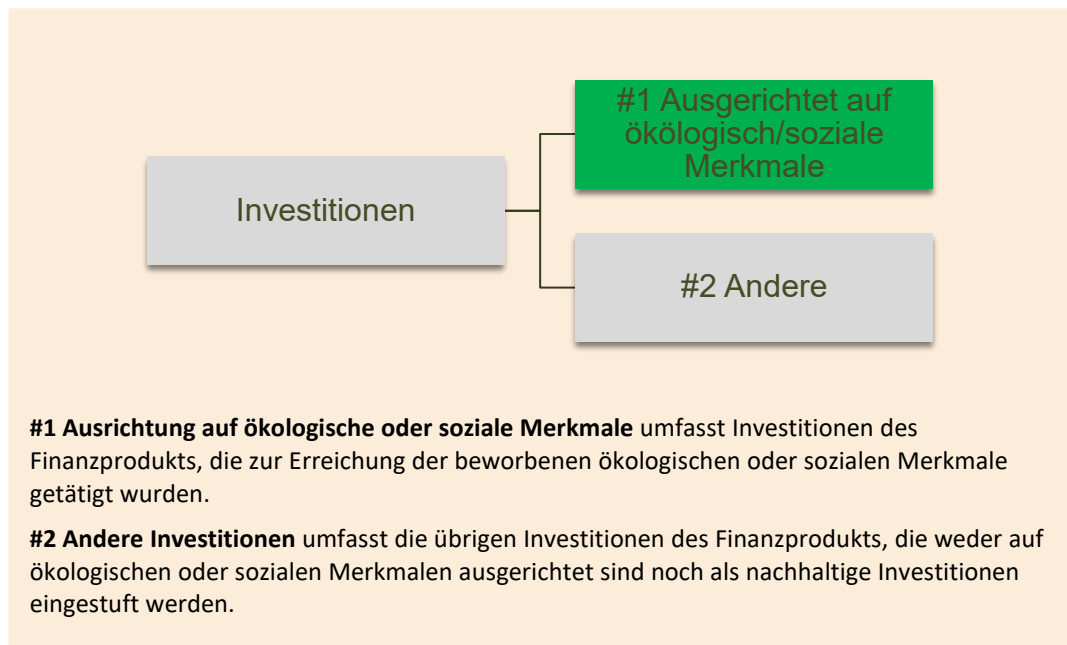 #1 Ausgerichtet auf
ökölogisch/soziale
Merkmale
Investitionen
#2 Andere
#1 Ausrichtung auf ökologische oder soziale Merkmale umfasst Investitionen des
Finanzprodukts, die zur Erreichung der beworbenen ökologischen oder sozialen Merkmale
getätigt wurden.
#2 Andere Investitionen umfasst die übrigen Investitionen des Finanzprodukts, die weder auf
ökologischen oder sozialen Merkmalen ausgerichtet sind noch als nachhaltige Investitionen
eingestuft werden.